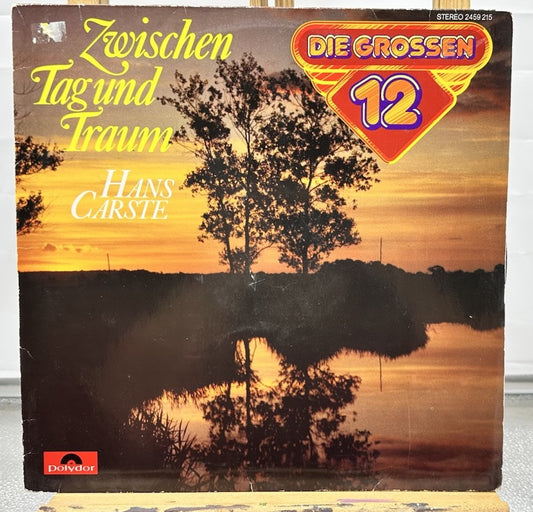 STEREO 2459 215
Zwischen
Tag und
Traum
HANS
CARSTE
DIE GROSSEN
12
polydor